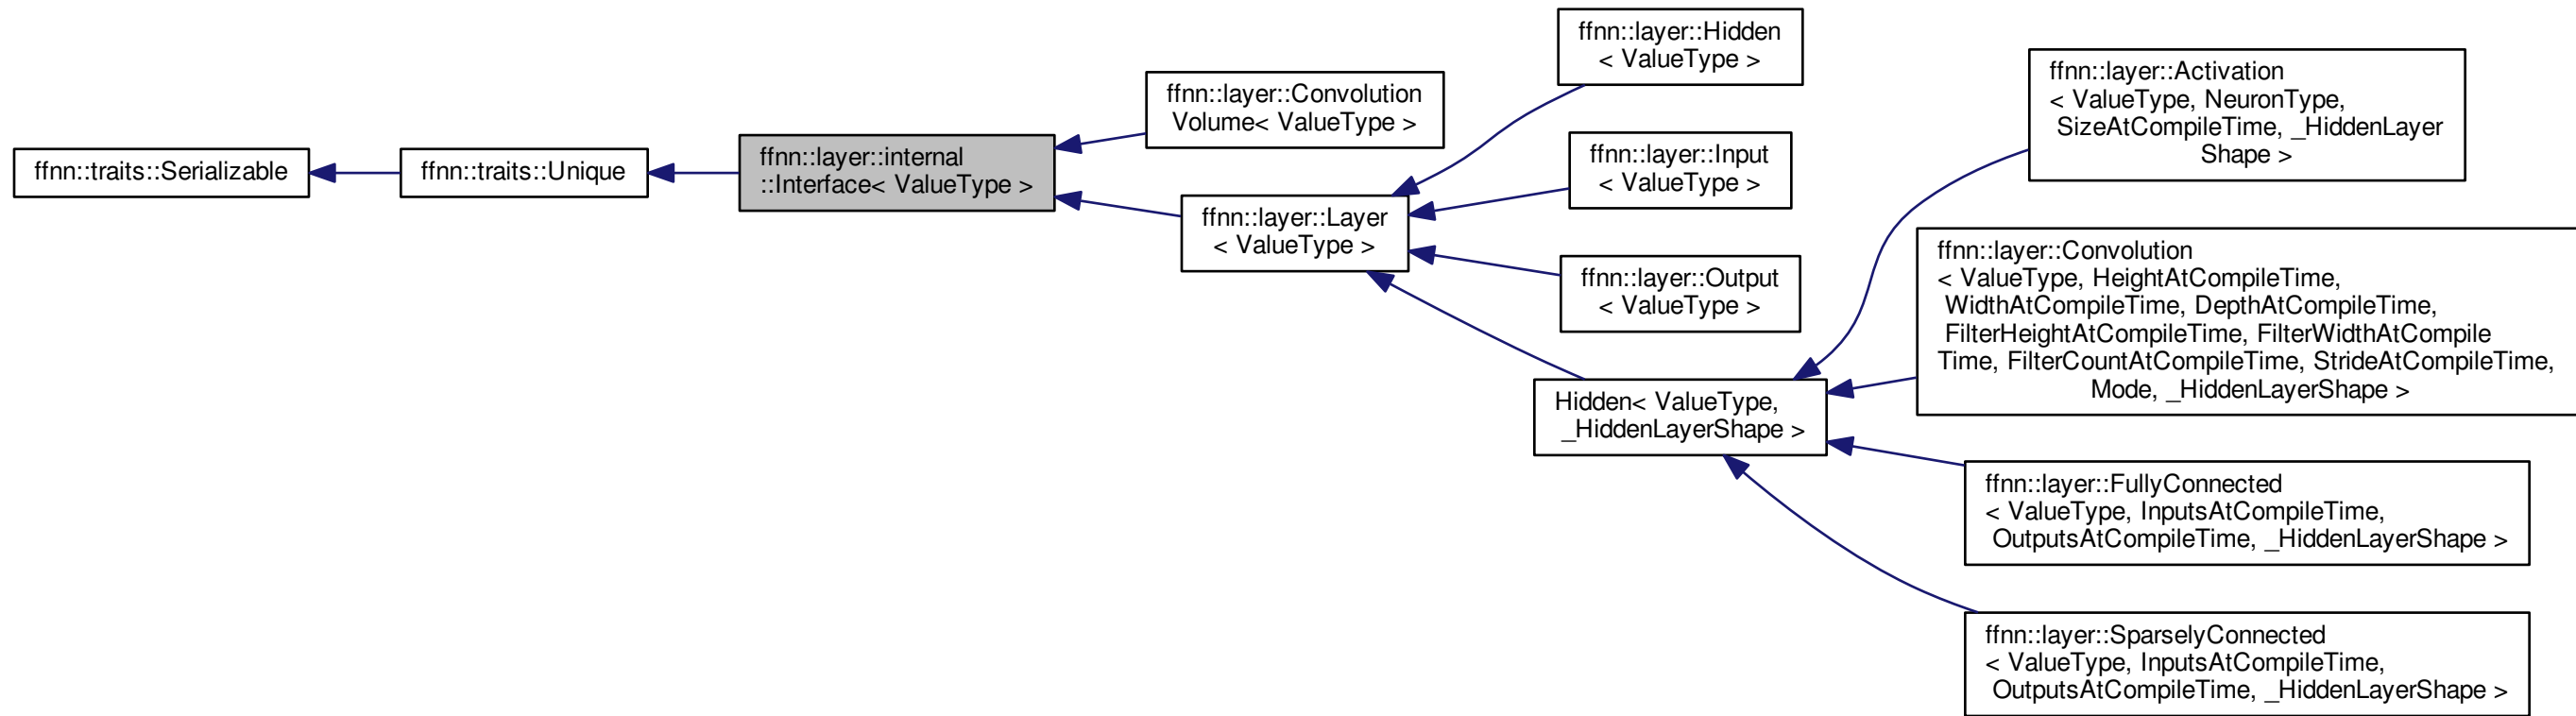 ffnn::traits::Serializable
ffnn::traits::Unique
ffnn::layer::internal
::Interface< ValueType >
ffnn::layer::Convolution
Volume< ValueType >
ffnn::layer::Layer
< ValueType >
ffnn::layer::Hidden
< ValueType >
ffnn::layer::Input
< ValueType >
ffnn::layer::Output
< ValueType >
Hidden< ValueType,
_HiddenLayerShape >
ffnn::layer::Activation
< ValueType, NeuronType,
SizeAtCompileTime, _HiddenLayer
Shape >
ffnn::layer::Convolution
< ValueType, HeightAtCompileTime,
WidthAtCompileTime, DepthAtCompileTime,
FilterHeightAtCompileTime, FilterWidthAtCompile
Time, FilterCountAtCompileTime, StrideAtCompileTime,
Mode, _HiddenLayerShape >
ffnn::layer::FullyConnected
< ValueType, InputsAtCompileTime,
OutputsAtCompileTime, _HiddenLayerShape >
ffnn::layer::SparselyConnected
< ValueType, InputsAtCompileTime,
OutputsAtCompileTime, _HiddenLayerShape >